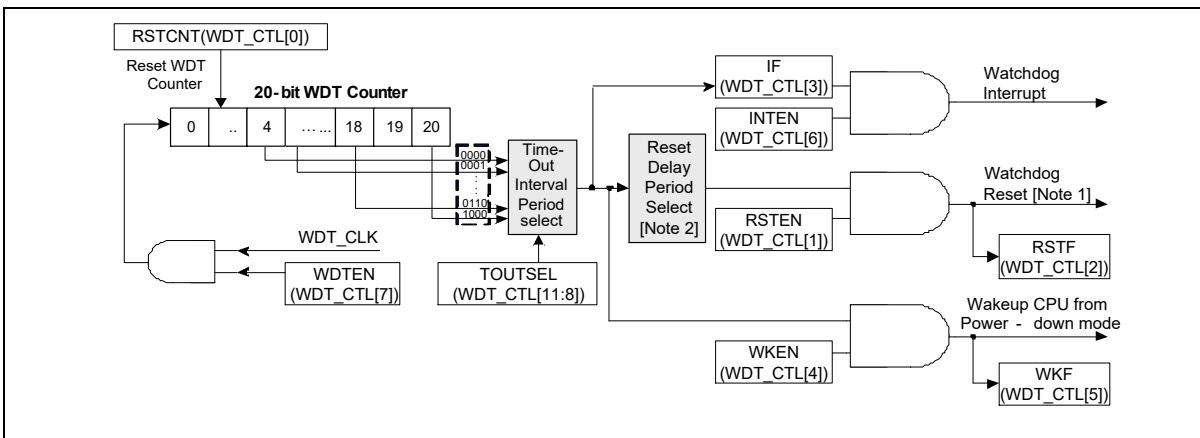 RSTCNT(WDT_CTL[0])
Reset WDT
Counter
20-bit WDT Counter
0 .. 4 ... ... 18 19 20
0000
0001
0110
1000
Time-
Out
Interval
Period
select
TOUTSEL
(WDT_CTL[11:8])
WDT_CLK
WDTEN
(WDT_CTL[7])
IF
(WDT_CTL[3])
INTEN
(WDT_CTL[6])
Watchdog
Interrupt
Reset
Delay
Period
Select
[Note 2]
RSTEN
(WDT_CTL[1])
Watchdog
Reset [Note 1]
RSTF
(WDT_CTL[2])
WKEN
(WDT_CTL[4])
Wakeup CPU from
Power - down mode
WKF
(WDT_CTL[5])